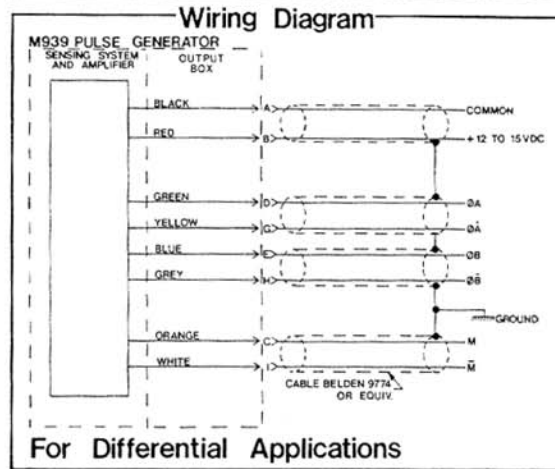 Wiring Diagram
M939 PULSE GENERATOR
SENSING SYSTEM
AND AMPLIFIER
OUTPUT
BOX
BLACK A COMMON
RED B +12 TO 15VDC
GREEN D ØA
YELLOW G ØĀ
BLUE E ØB
GREY H ØB̄
GROUND
ORANGE C M
WHITE I M̄
CABLE BELDEN 9774
OR EQUIV.
For Differential Applications